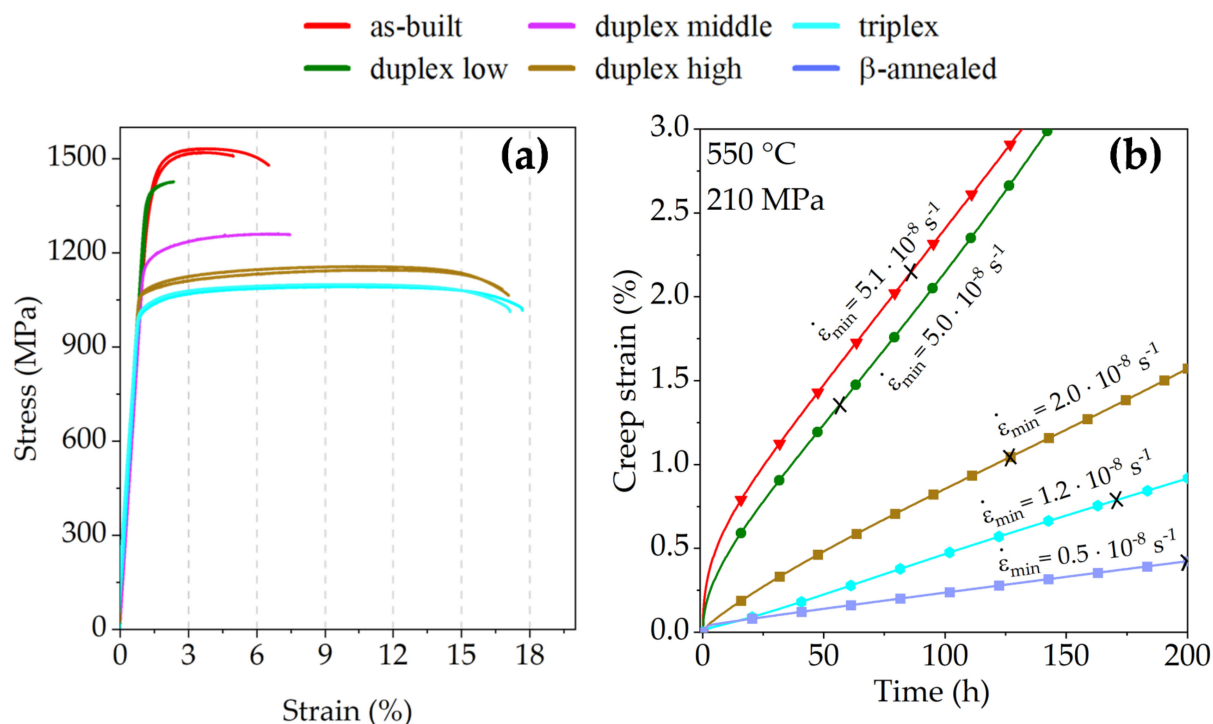 as-built
duplex middle
triplex
duplex low
duplex high
β-annealed
(a)
Stress (MPa)
1500
1200
900
600
300
0
0
3
6
9
12
15
18
Strain (%)
(b)
550 °C
210 MPa
Creep strain (%)
3.0
2.5
2.0
1.5
1.0
0.5
0.0
ε̇min= 5.1 · 10-8 s-1
ε̇min= 5.0 · 10-8 s-1
ε̇min= 2.0 · 10-8 s-1
ε̇min= 1.2 · 10-8 s-1
ε̇min= 0.5 · 10-8 s-1
0
50
100
150
200
Time (h)